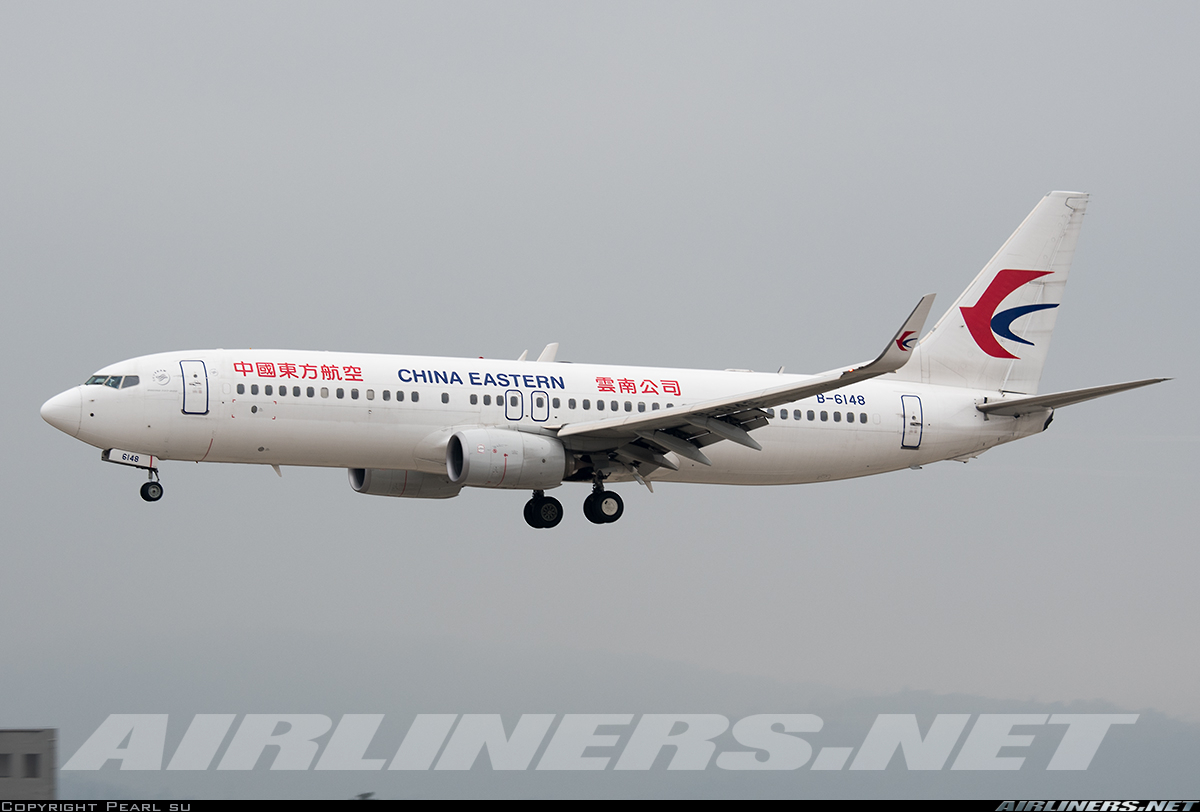 中國東方航空 CHINA EASTERN 雲南公司
B-6148
6148
AIRLINERS.NET
Copyright Pearl su
AIRLINERS.NET